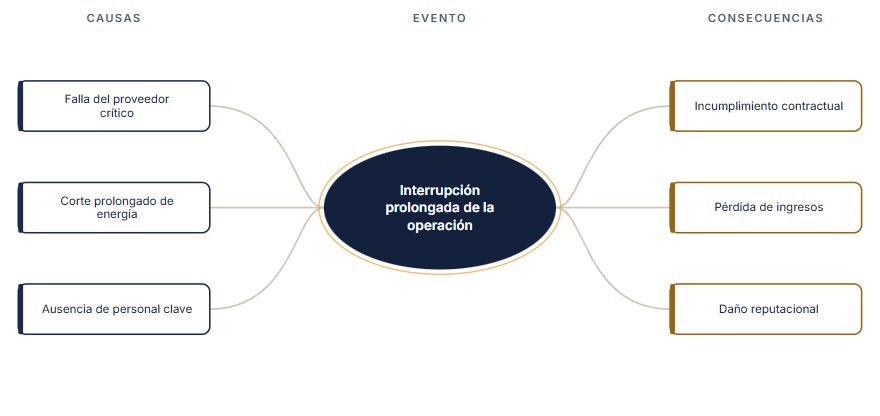 CAUSAS
EVENTO
CONSECUENCIAS
Falla del proveedor
crítico
Corte prolongado de
energía
Ausencia de personal clave
Interrupción
prolongada de la
operación
Incumplimiento contractual
Pérdida de ingresos
Daño reputacional